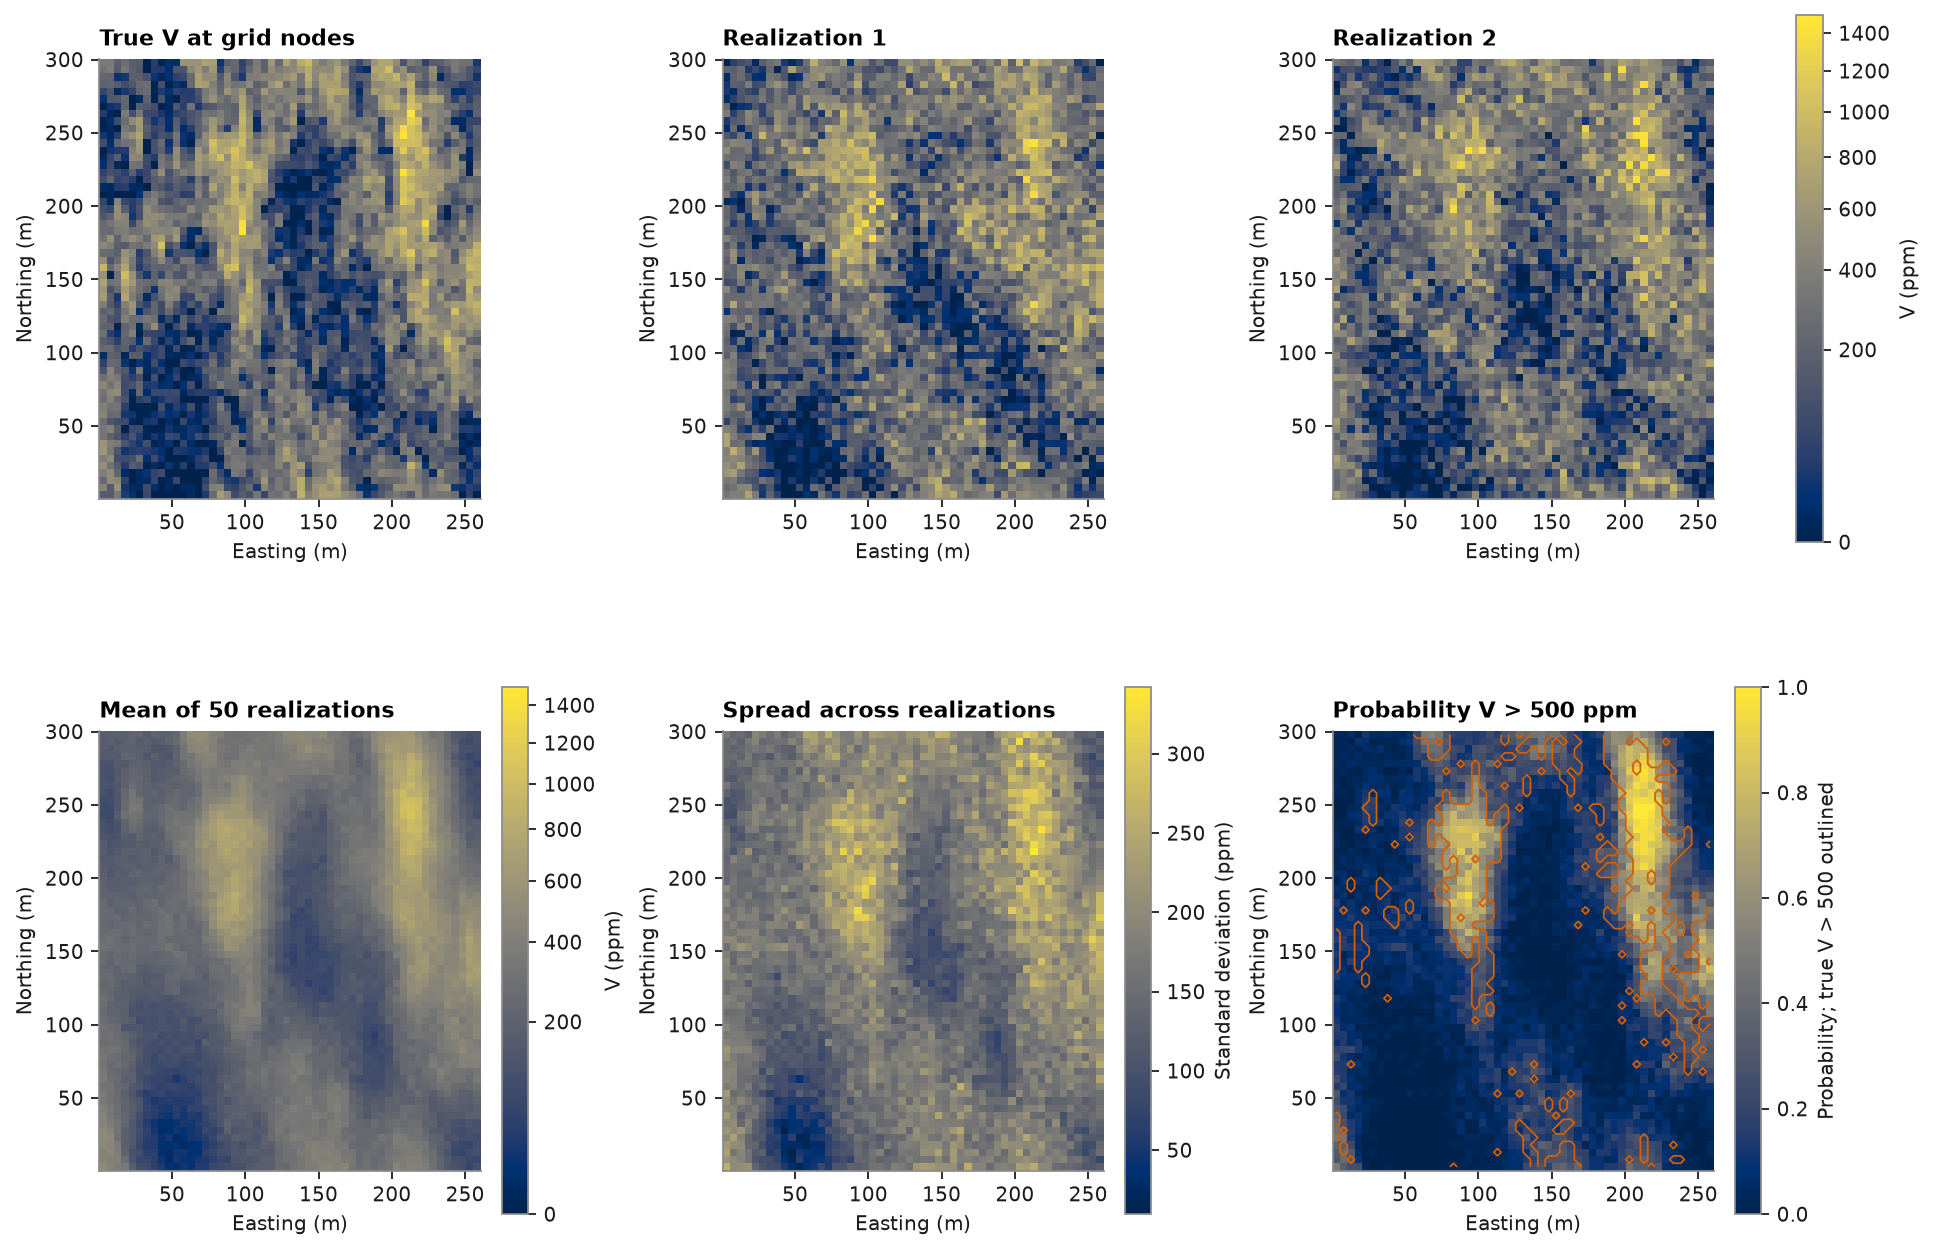 True V at grid nodes
300
250
200
150
100
50
Northing (m)
50 100 150 200 250
Easting (m)
Realization 1
300
250
200
150
100
50
Northing (m)
50 100 150 200 250
Easting (m)
Realization 2
300
250
200
150
100
50
Northing (m)
50 100 150 200 250
Easting (m)
1400
1200
1000
800
600
400
200
0
V (ppm)
Mean of 50 realizations
300
250
200
150
100
50
Northing (m)
50 100 150 200 250
Easting (m)
1400
1200
1000
800
600
400
200
0
V (ppm)
Spread across realizations
300
250
200
150
100
50
Northing (m)
50 100 150 200 250
Easting (m)
300
250
200
150
100
50
Standard deviation (ppm)
Probability V > 500 ppm
300
250
200
150
100
50
Northing (m)
50 100 150 200 250
Easting (m)
1.0
0.8
0.6
0.4
0.2
0.0
Probability; true V > 500 outlined